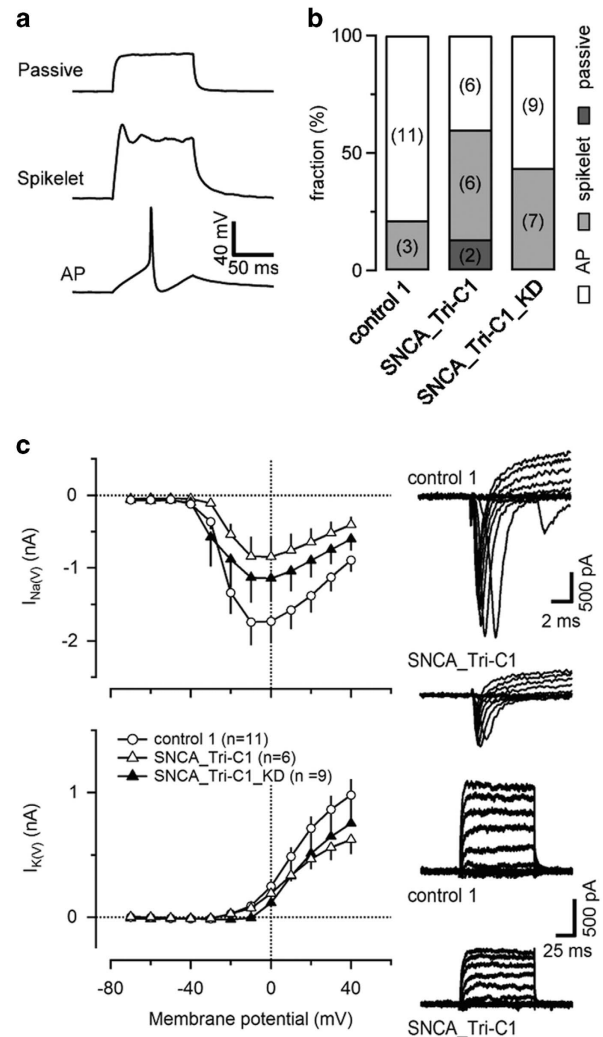 a
Passive
Spikelet
AP
40 mV
50 ms
b
fraction (%)
100
50
0
(11)
(3)
(6)
(6)
(2)
(9)
(7)
control 1
SNCA_Tri-C1
SNCA_Tri-C1_KD
AP
spikelet
passive
c
I Na(V) (nA)
0
-1
-2
control 1
500 pA
2 ms
SNCA_Tri-C1
I K(V) (nA)
1
0
control 1 (n=11)
SNCA_Tri-C1 (n=6)
SNCA_Tri-C1_KD (n =9)
-80
-40
0
40
Membrane potential (mV)
control 1
500 pA
25 ms
SNCA_Tri-C1